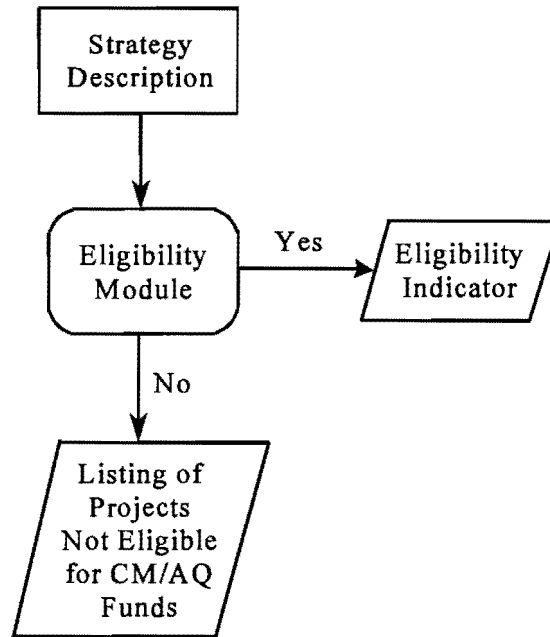 Strategy
Description
Eligibility
Module
Yes
Eligibility
Indicator
No
Listing of
Projects
Not Eligible
for CM/AQ
Funds